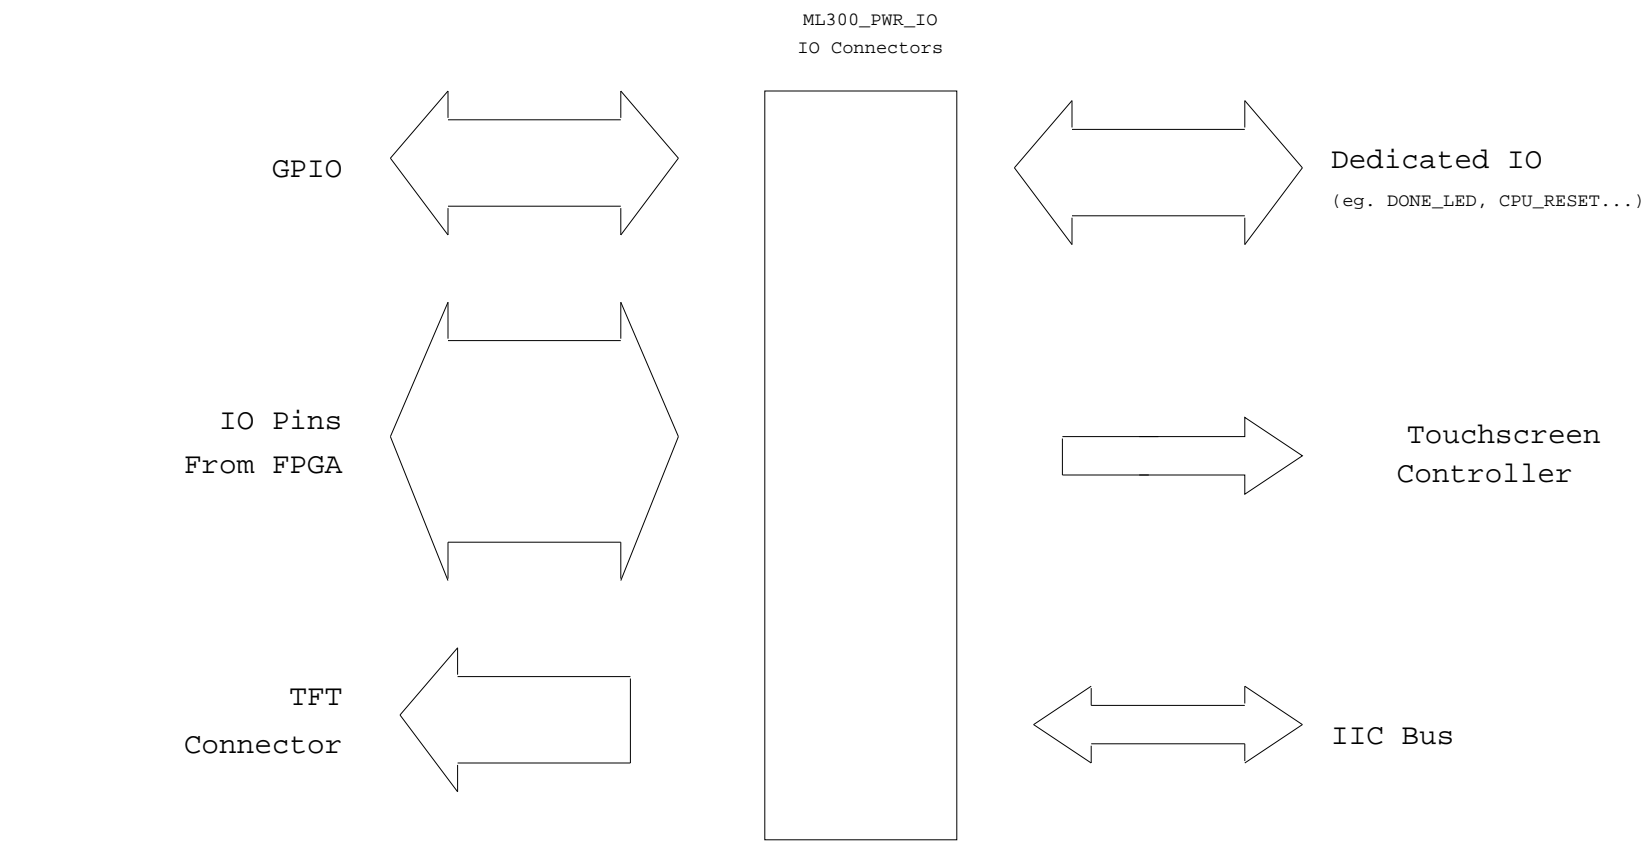 ML300_PWR_IO
IO Connectors
GPIO
Dedicated IO
(eg. DONE_LED, CPU_RESET...)
IO Pins
From FPGA
Touchscreen
Controller
TFT
Connector
IIC Bus